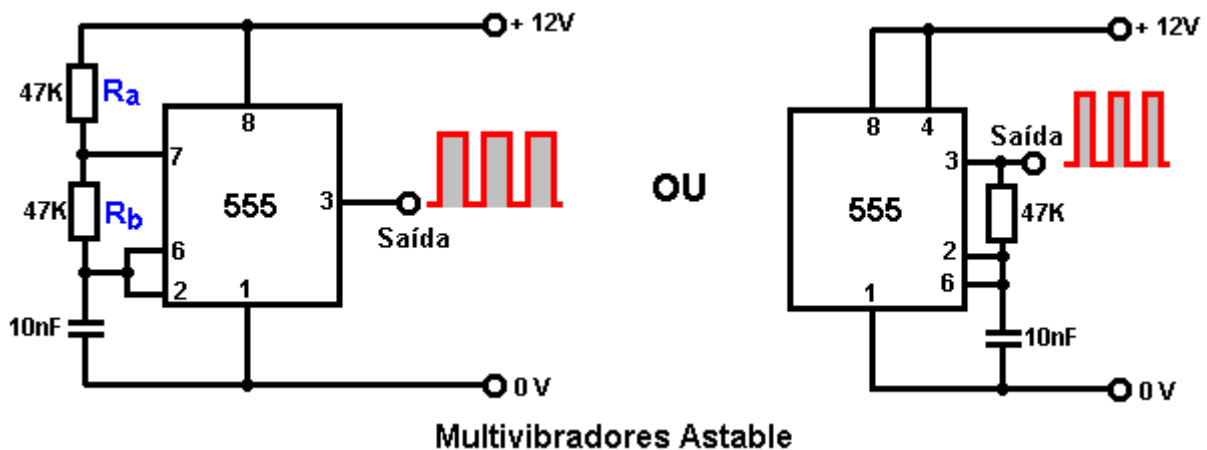 + 12V
47K
Ra
8
7
47K
Rb
555
3
Saída
6
2
1
10nF
0 V
OU
+ 12V
8
4
Saída
3
555
47K
2
6
1
10nF
0 V
Multivibradores Astable